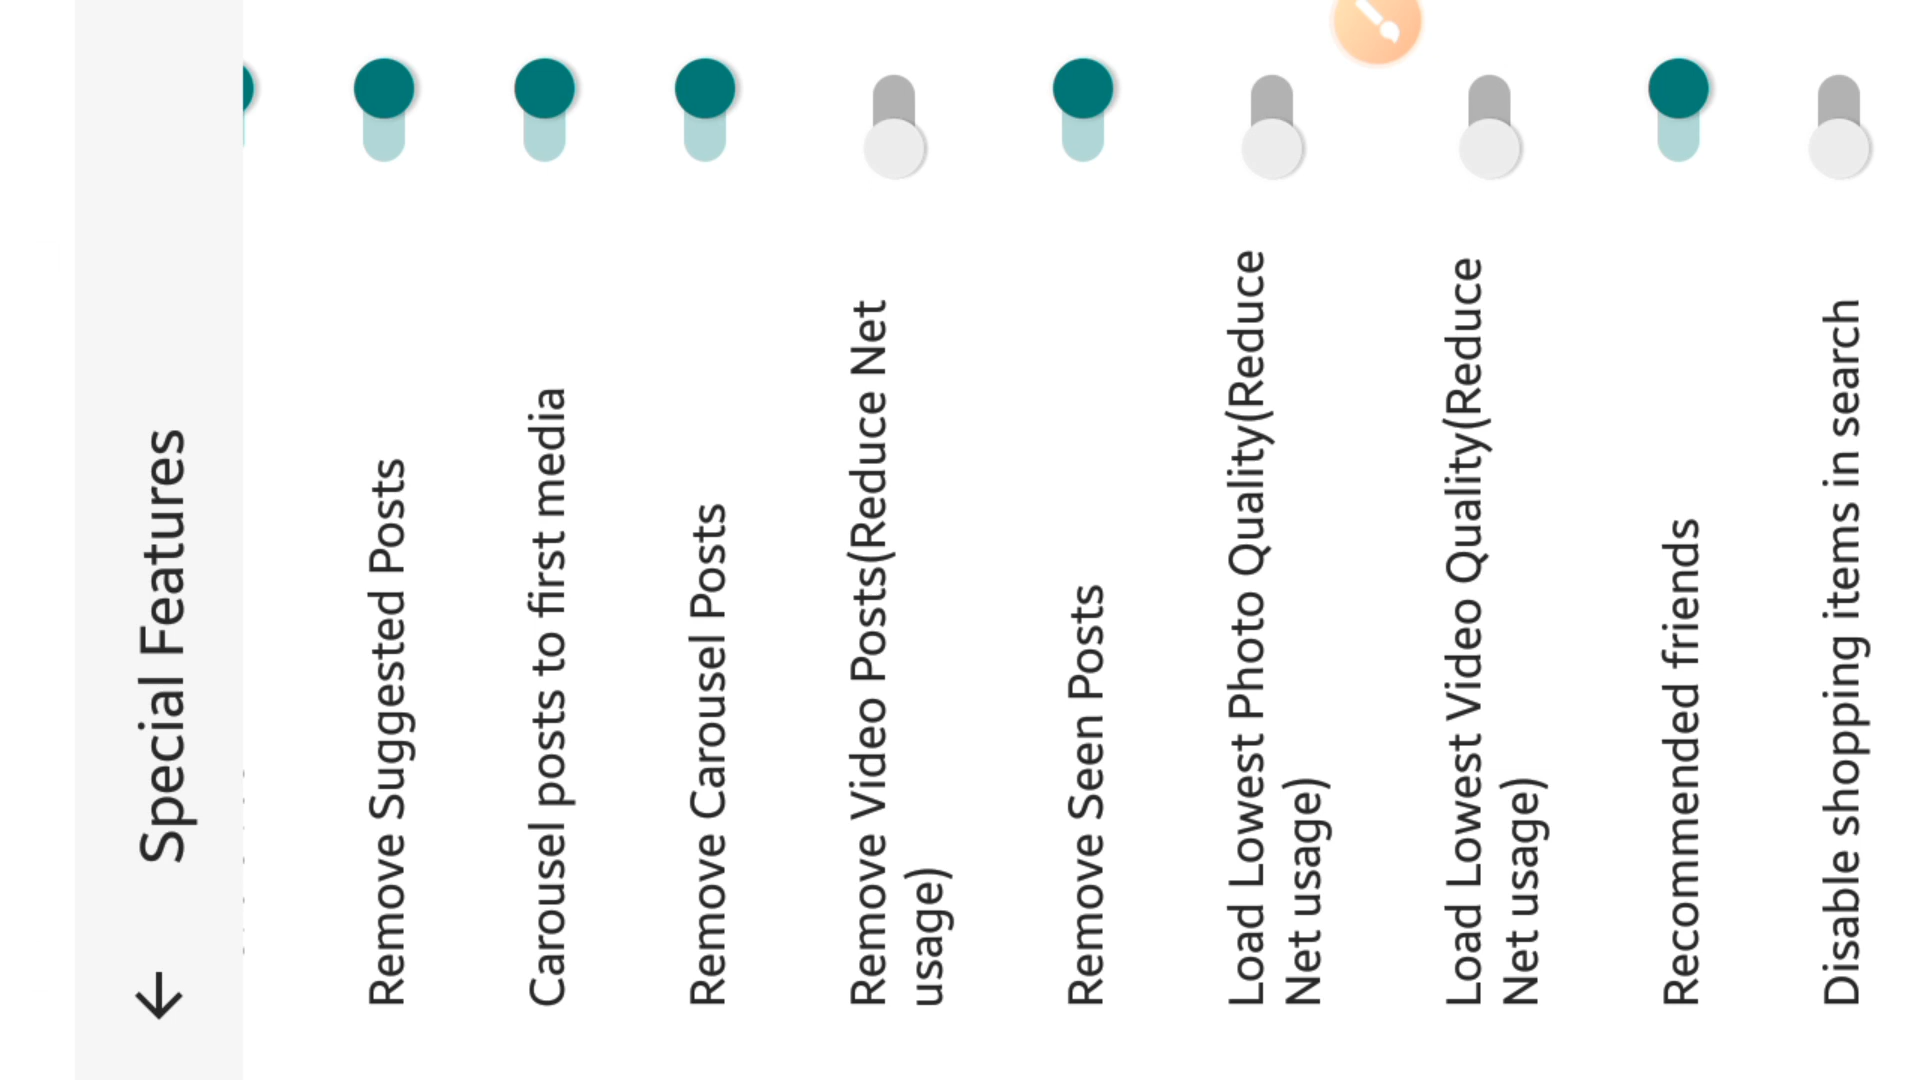 Special Features
Remove Suggested Posts
Carousel posts to first media
Remove Carousel Posts
Remove Video Posts(Reduce Net
usage)
Remove Seen Posts
Load Lowest Photo Quality(Reduce
Net usage)
Load Lowest Video Quality(Reduce
Net usage)
Recommended friends
Disable shopping items in search